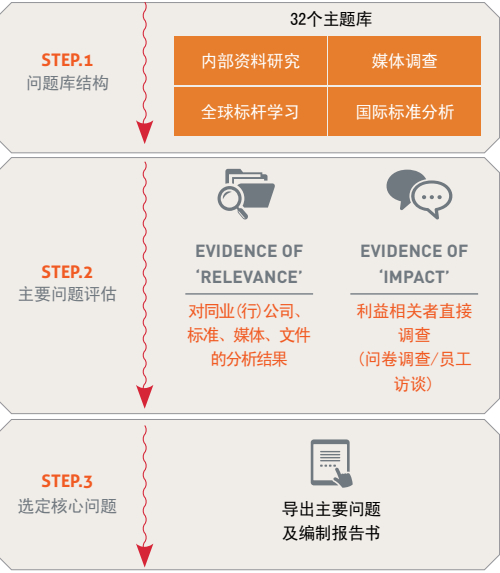 STEP.1
问题库结构
32个主题库
内部资料研究
媒体调查
全球标杆学习
国际标准分析
STEP.2
主要问题评估
EVIDENCE OF
‘RELEVANCE’
对同业(行)公司、
标准、媒体、文件
的分析结果
EVIDENCE OF
‘IMPACT’
利益相关者直接
调查
(问卷调查/员工
访谈)
STEP.3
选定核心问题
导出主要问题
及编制报告书